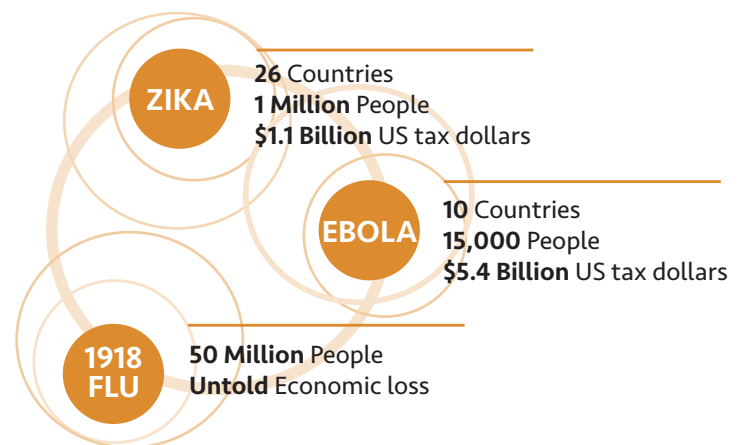 ZIKA
26 Countries
1 Million People
$1.1 Billion US tax dollars
EBOLA
10 Countries
15,000 People
$5.4 Billion US tax dollars
1918
FLU
50 Million People
Untold Economic loss